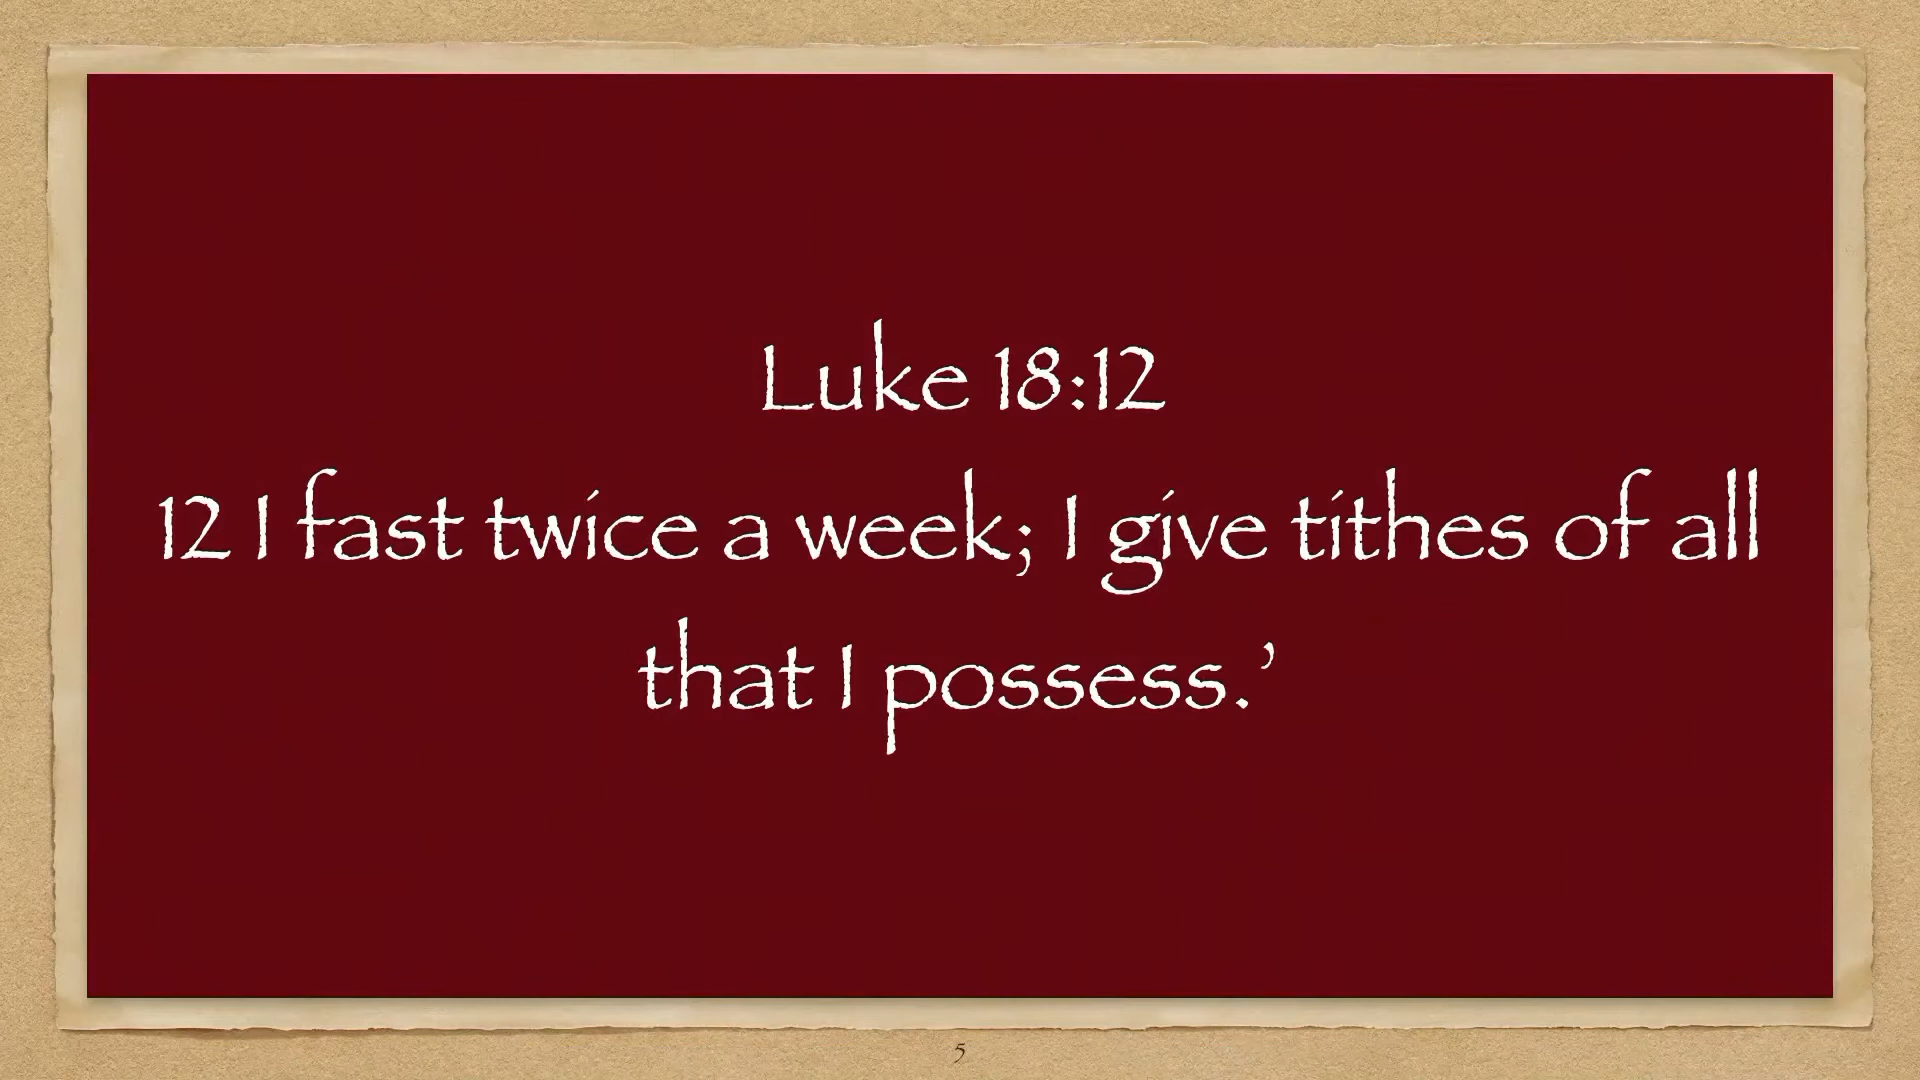 Luke 18:12
12 I fast twice a week; I give tithes of all
that I possess.’
5